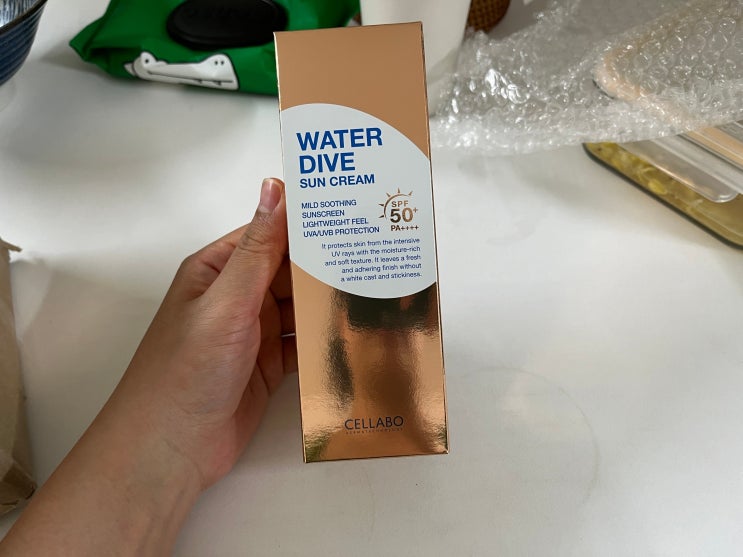 WATER
DIVE
SUN CREAM
MILD SOOTHING
SUNSCREEN
LIGHTWEIGHT FEEL
UVA/UVB PROTECTION
SPF
50+
PA++++
It protects skin from the intensive
UV rays with the moisture-rich
and soft texture. It leaves a fresh
and adhering finish without
a white cast and stickiness.
CELLABO